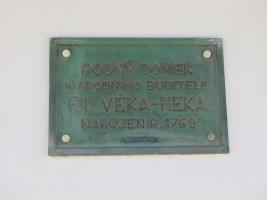 RODNÝ DOMEK
NÁRODNÍHO BUDITELE
F. L. VĚKA-HEKA
NAROZEN R. 1769.